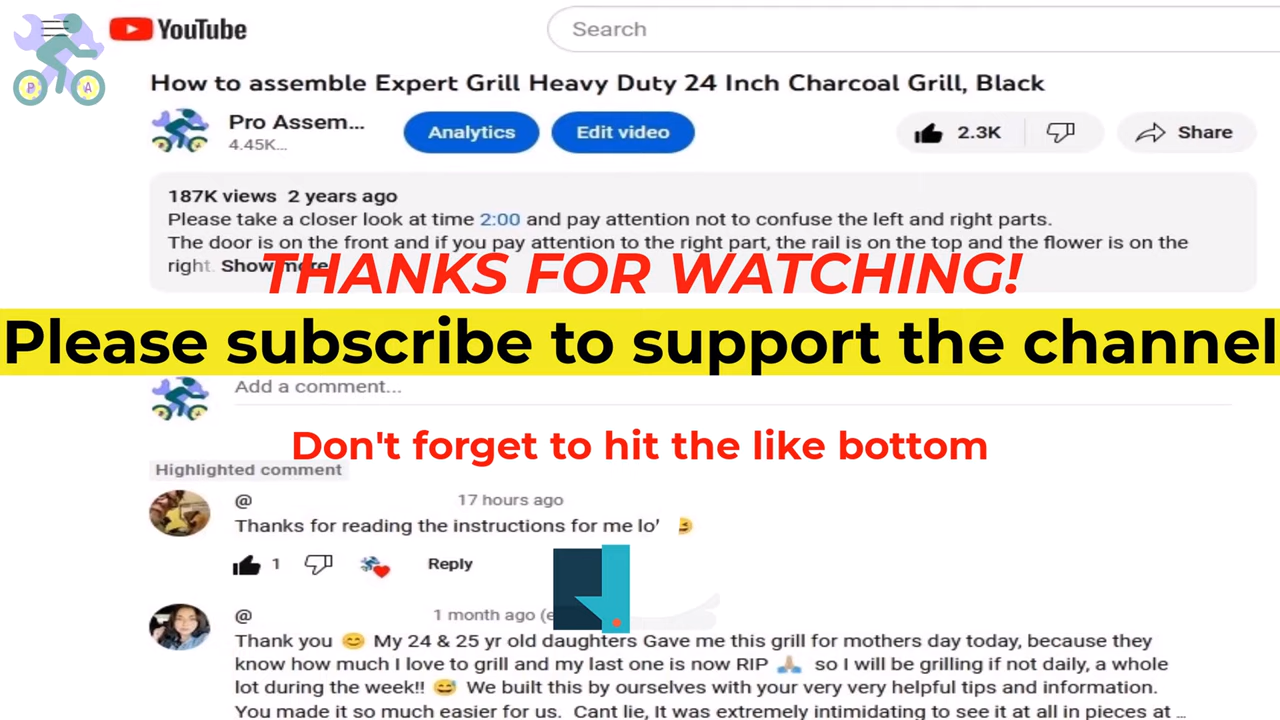 YouTube
Search
How to assemble Expert Grill Heavy Duty 24 Inch Charcoal Grill, Black
P A
Pro Assem...
4.45K...
Analytics
Edit video
2.3K
Share
187K views 2 years ago
Please take a closer look at time 2:00 and pay attention not to confuse the left and right parts.
The door is on the front and if you pay attention to the right part, the rail is on the top and the flower is on the
right. Show more
THANKS FOR WATCHING!
Please subscribe to support the channel
Add a comment...
Don't forget to hit the like bottom
Highlighted comment
@ 17 hours ago
Thanks for reading the instructions for me lo
1
Reply
@ 1 month ago (e
Thank you 😊 My 24 & 25 yr old daughters Gave me this grill for mothers day today, because they
know how much I love to grill and my last one is now RIP 🙏🏼 so I will be grilling if not daily, a whole
lot during the week!! 😅 We built this by ourselves with your very very helpful tips and information.
You made it so much easier for us. Cant lie, It was extremely intimidating to see it at all in pieces at ...